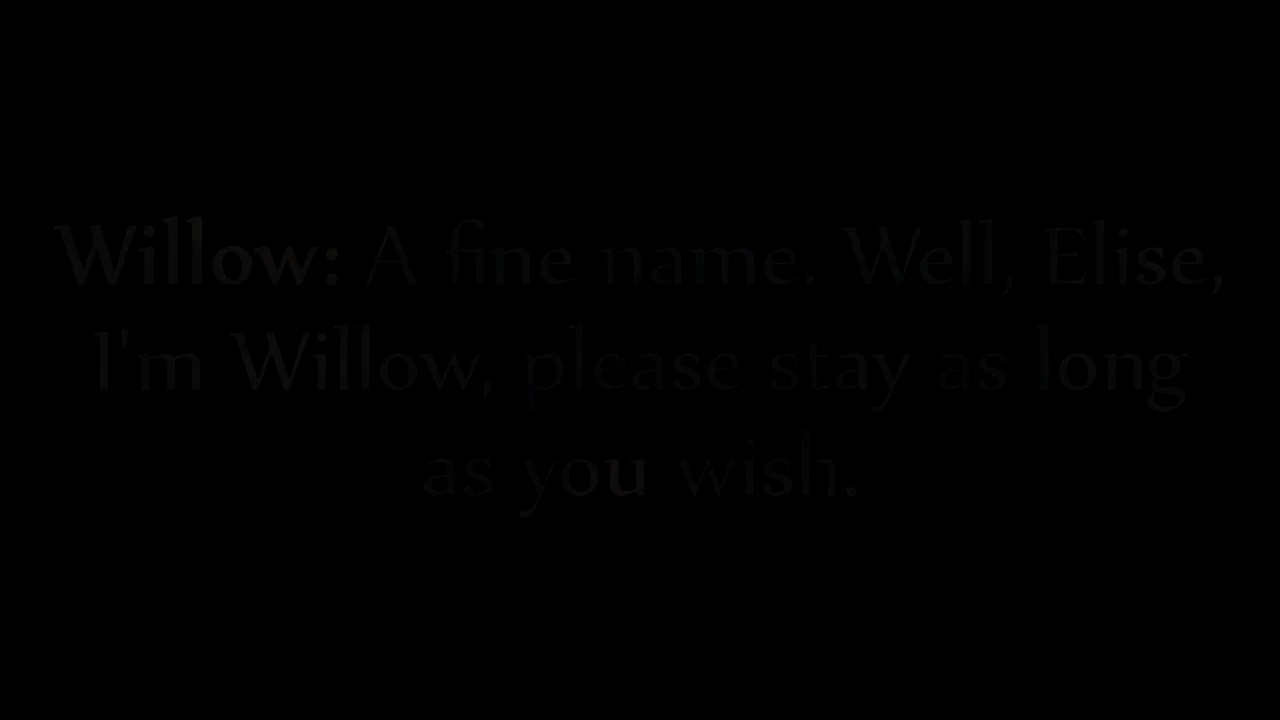 Willow: A fine name. Well, Elise,
I'm Willow, please stay as long
as you wish.